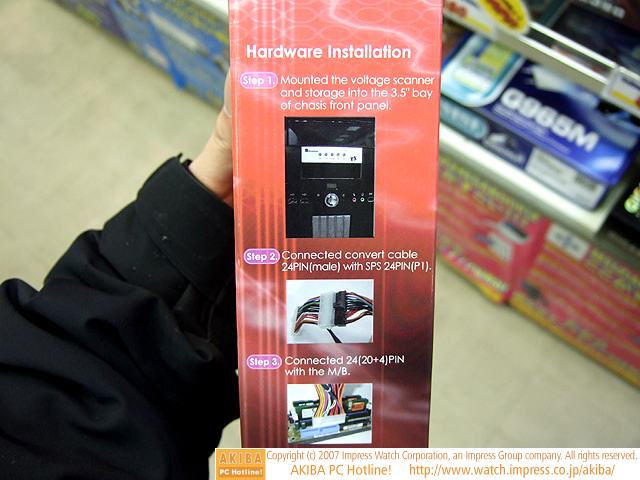 Hardware Installation
Step 1. Mounted the voltage scanner
and storage into the 3.5" bay
of chasis front panel.
Step 2. Connected convert cable
24PIN(male) with SPS 24PIN(P1).
Step 3. Connected 24(20+4)PIN
with the M/B.
G965M
AKIBA
PC Hotline!
Copyright (c) 2007 Impress Watch Corporation, an Impress Group company. All rights reserved.
AKIBA PC Hotline! http://www.watch.impress.co.jp/akiba/